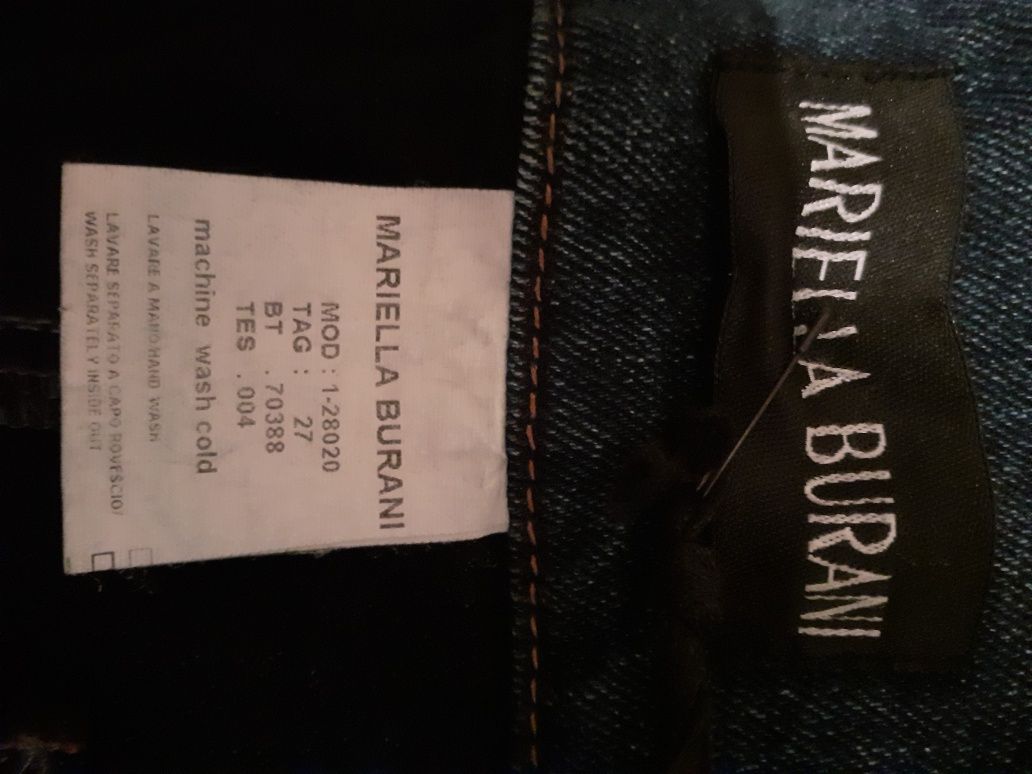 MARIELLA BURANI
MARIELLA BURANI
MOD : 1-28020
TAG : 27
BT . 70388
TES . 004
machine wash cold
LAVARE A MANO/HAND WASH
LAVARE SEPARATO A CAPO ROVESCIO/
WASH SEPARATELY INSIDE OUT